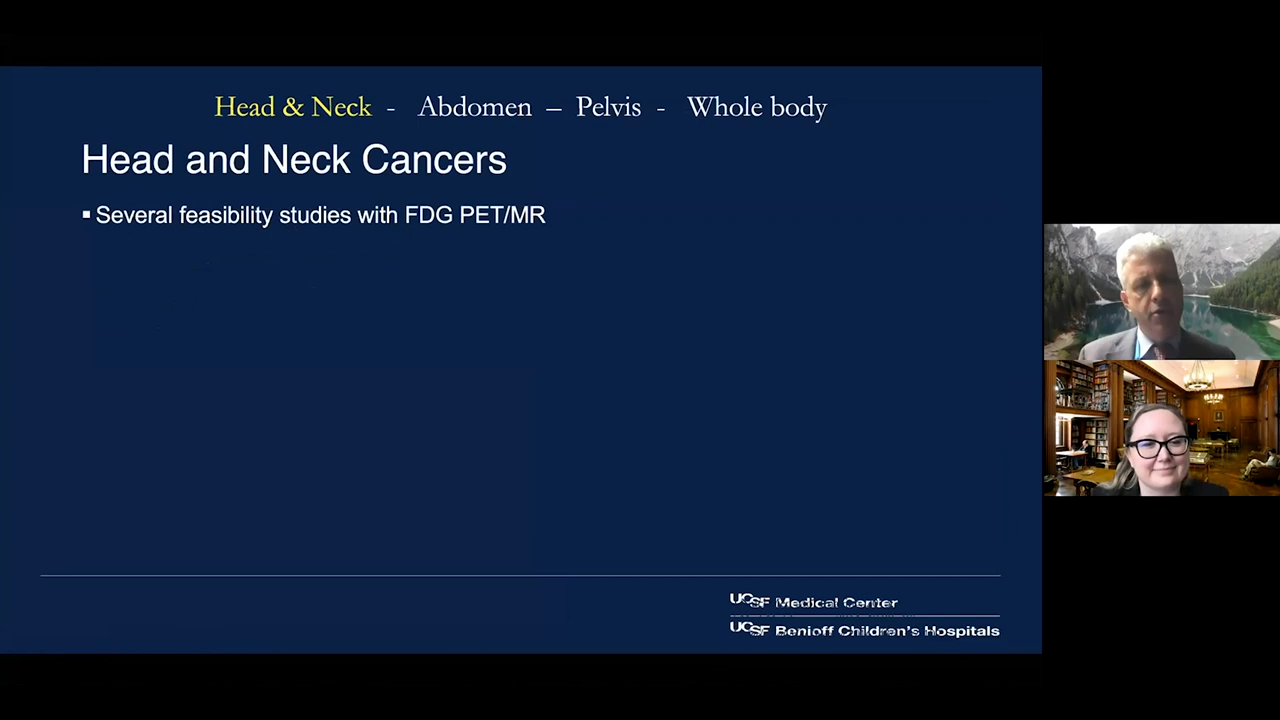 Head & Neck - Abdomen – Pelvis - Whole body
Head and Neck Cancers
▪ Several feasibility studies with FDG PET/MR
UCSF Medical Center
UCSF Benioff Children's Hospitals